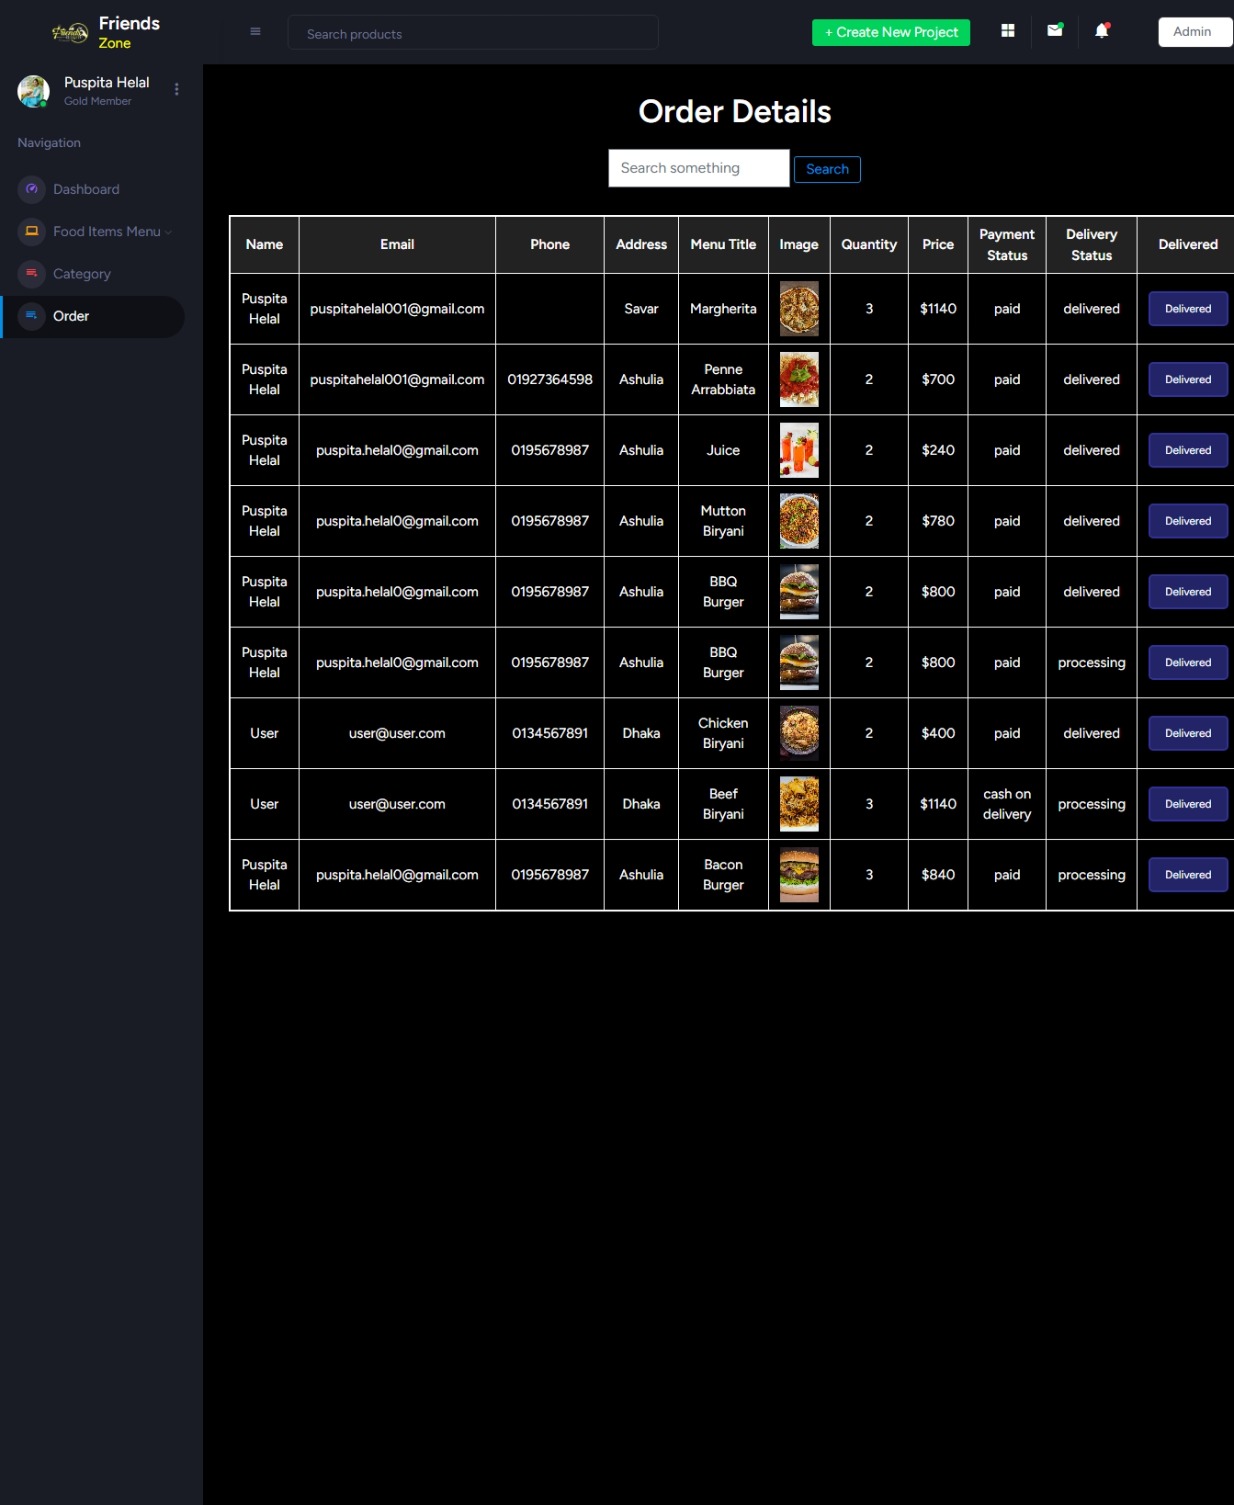 Friends
Zone
Search products
+ Create New Project
Admin
Puspita Helal
Gold Member
Navigation
Dashboard
Food Items Menu
Category
Order
Order Details
Search something
Search
Name Email Phone Address Menu Title Image Quantity Price Payment Status Delivery Status Delivered
Puspita Helal puspitahelal001@gmail.com Savar Margherita 3 $1140 paid delivered Delivered
Puspita Helal puspitahelal001@gmail.com 01927364598 Ashulia Penne Arrabbiata 2 $700 paid delivered Delivered
Puspita Helal puspita.helal0@gmail.com 0195678987 Ashulia Juice 2 $240 paid delivered Delivered
Puspita Helal puspita.helal0@gmail.com 0195678987 Ashulia Mutton Biryani 2 $780 paid delivered Delivered
Puspita Helal puspita.helal0@gmail.com 0195678987 Ashulia BBQ Burger 2 $800 paid delivered Delivered
Puspita Helal puspita.helal0@gmail.com 0195678987 Ashulia BBQ Burger 2 $800 paid processing Delivered
User user@user.com 0134567891 Dhaka Chicken Biryani 2 $400 paid delivered Delivered
User user@user.com 0134567891 Dhaka Beef Biryani 3 $1140 cash on delivery processing Delivered
Puspita Helal puspita.helal0@gmail.com 0195678987 Ashulia Bacon Burger 3 $840 paid processing Delivered